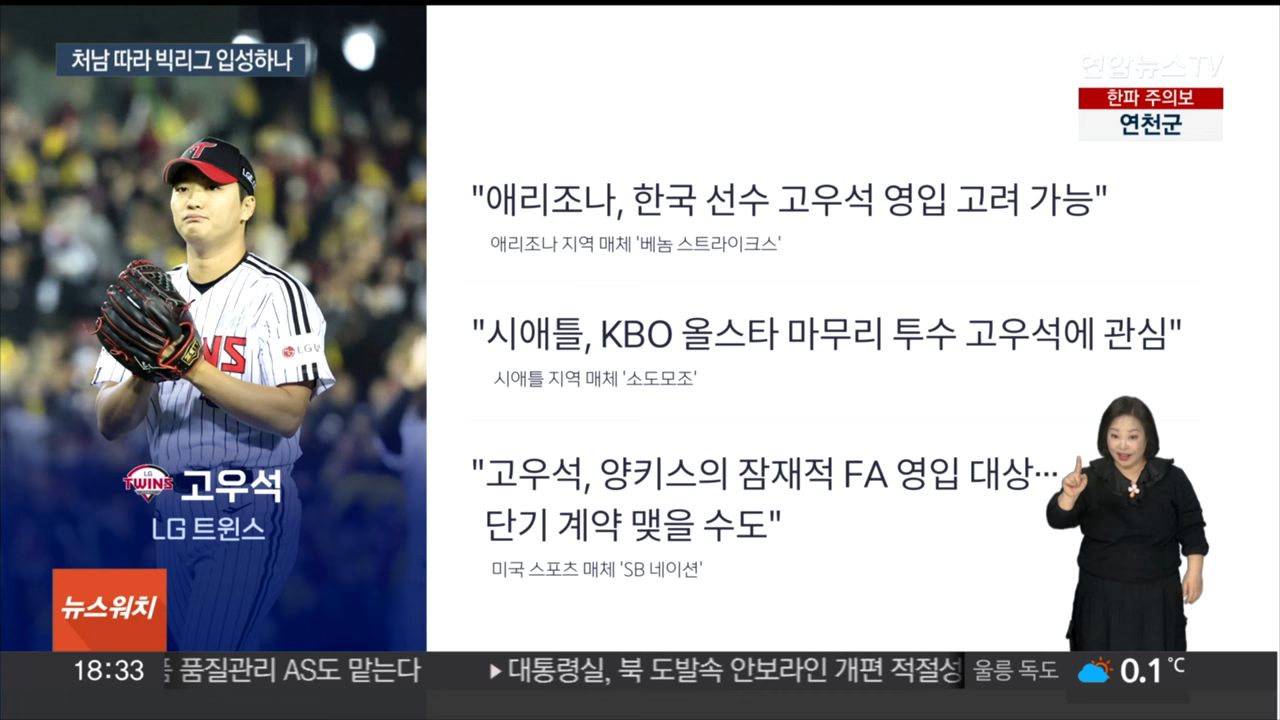 처남 따라 빅리그 입성하나
연합뉴스TV
한파 주의보
연천군
"애리조나, 한국 선수 고우석 영입 고려 가능"
애리조나 지역 매체 '베놈 스트라이크스'
"시애틀, KBO 올스타 마무리 투수 고우석에 관심"
시애틀 지역 매체 '소도모조'
"고우석, 양키스의 잠재적 FA 영입 대상…
단기 계약 맺을 수도"
미국 스포츠 매체 'SB 네이션'
LG
TWINS
고우석
LG 트윈스
뉴스워치
18:33 품질관리 AS도 맡는다 ▶대통령실, 북 도발속 안보라인 개편 적절성 울릉 독도 0.1℃